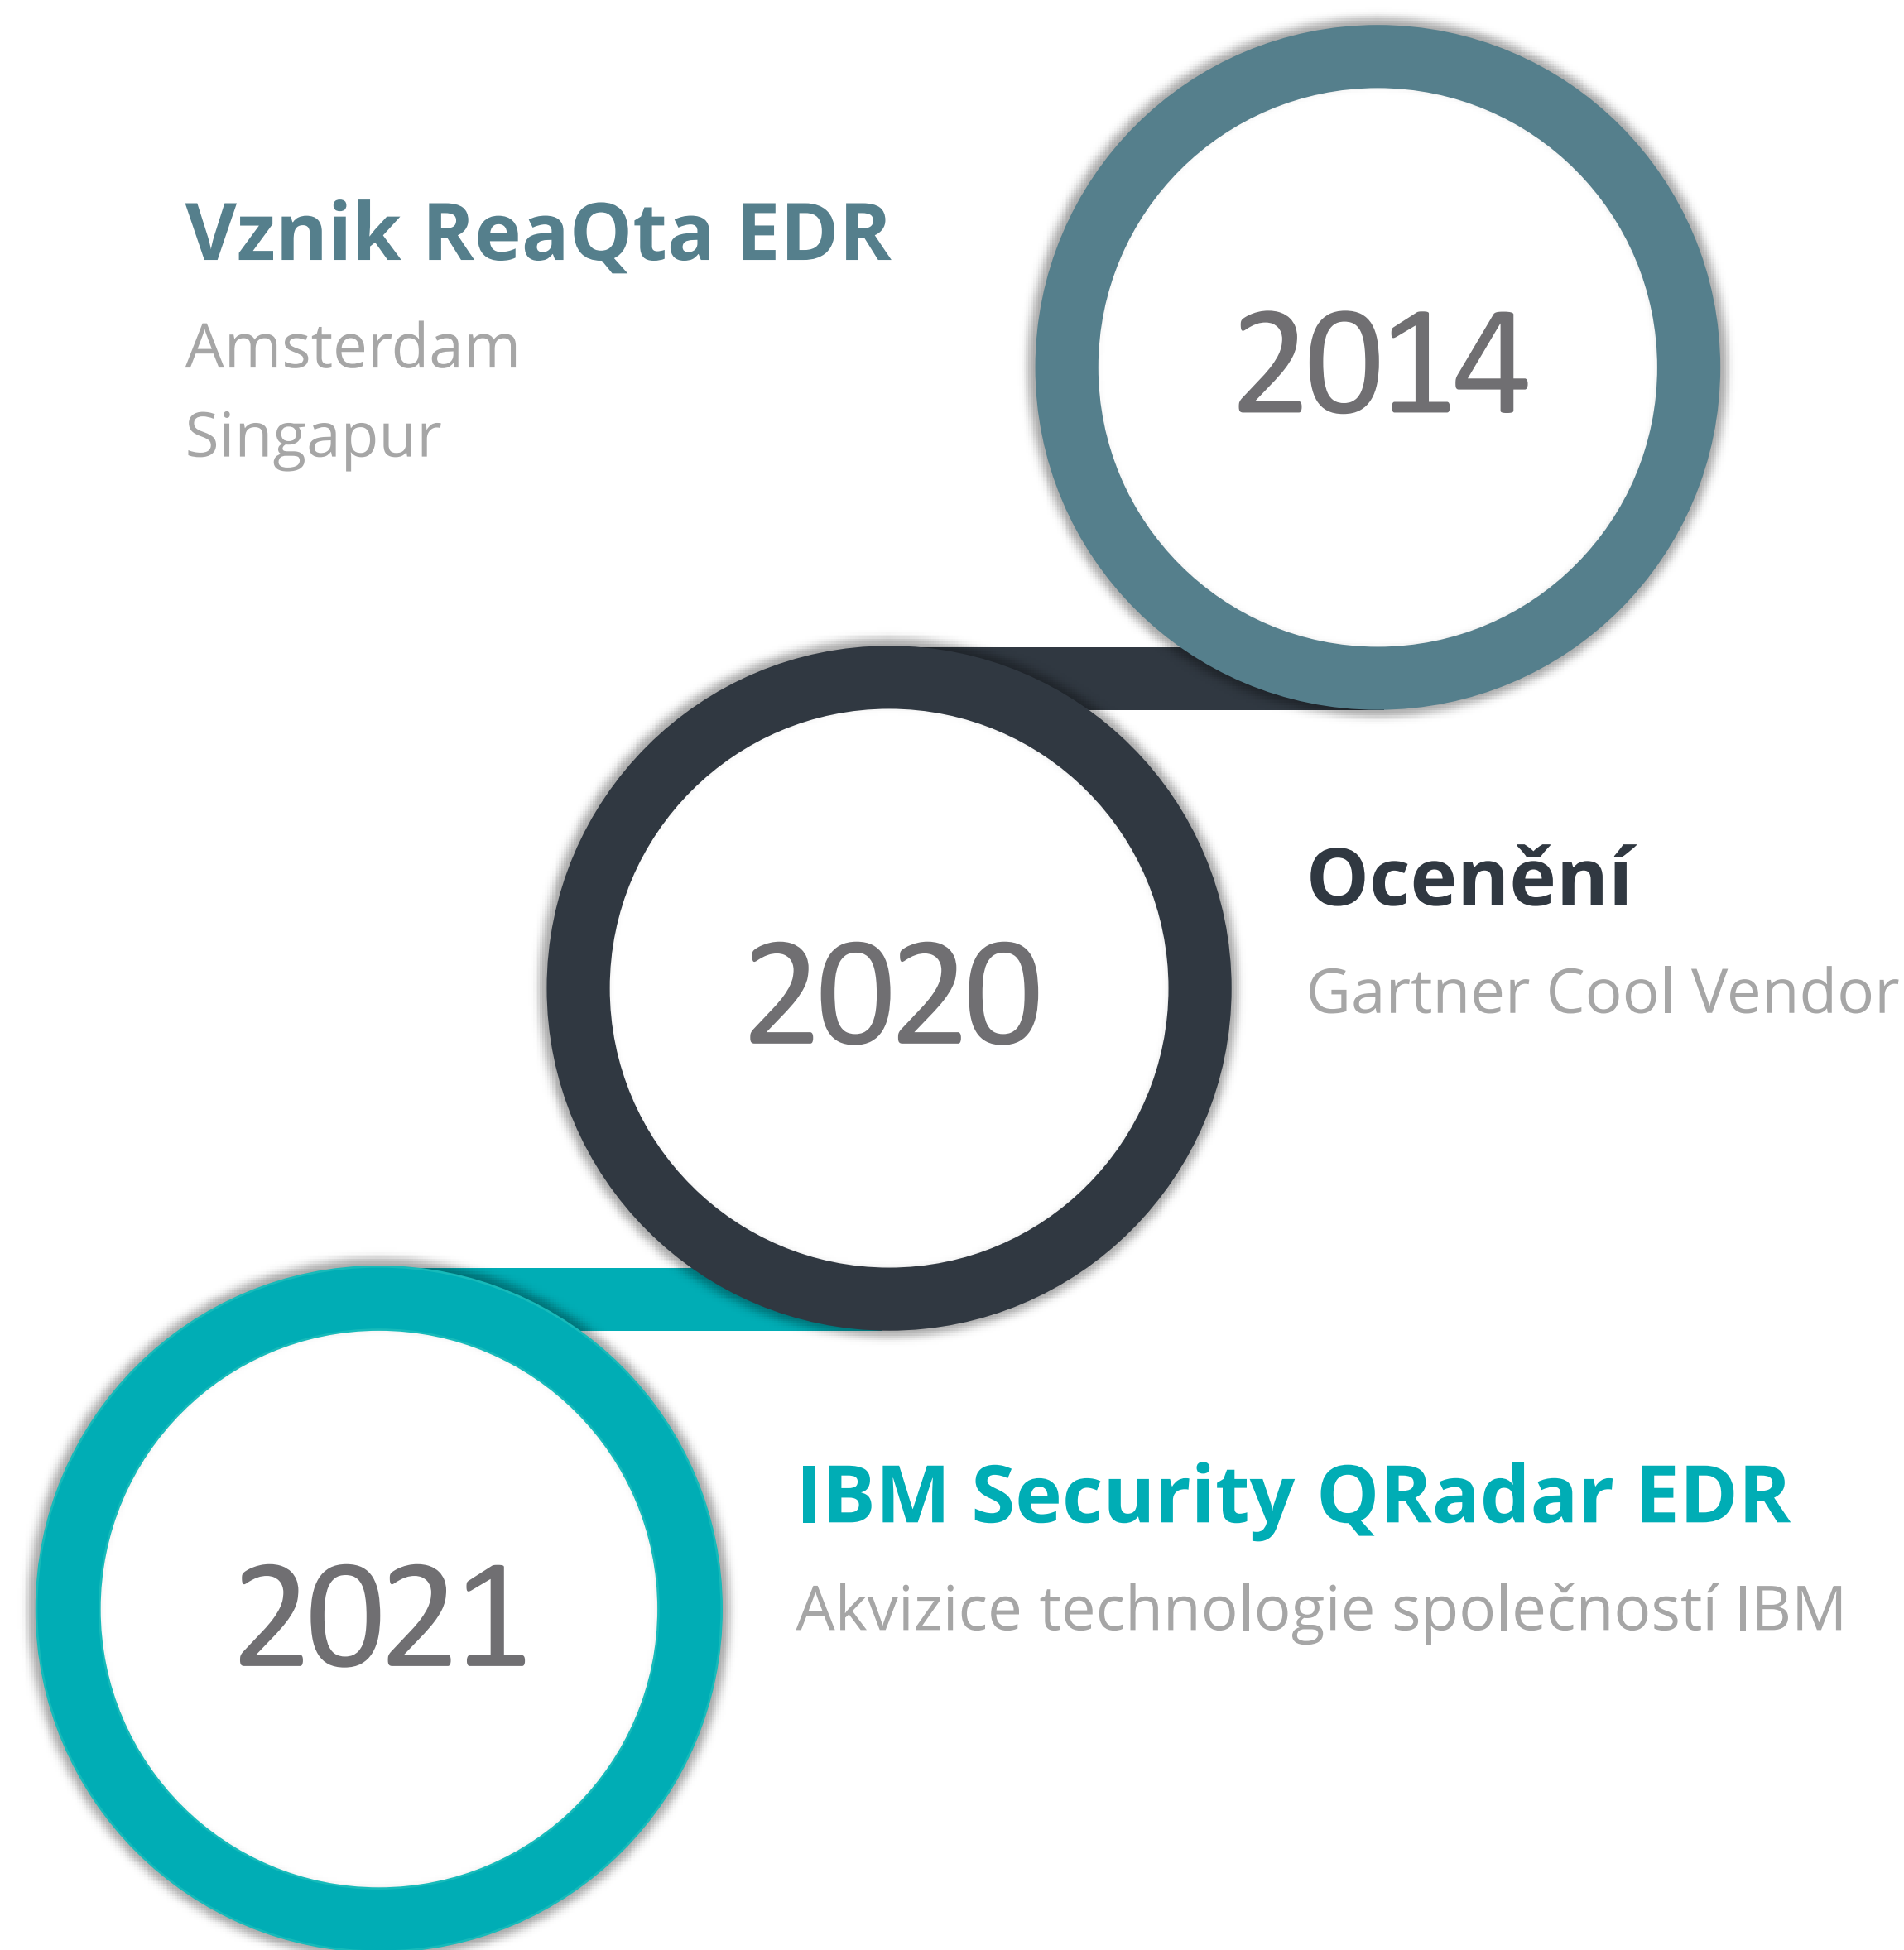 Vznik ReaQta EDR
Amsterdam
Singapur
2014
2020
Ocenění
Gartner Cool Vendor
2021
IBM Security QRadar EDR
Akvizice technologie společností IBM